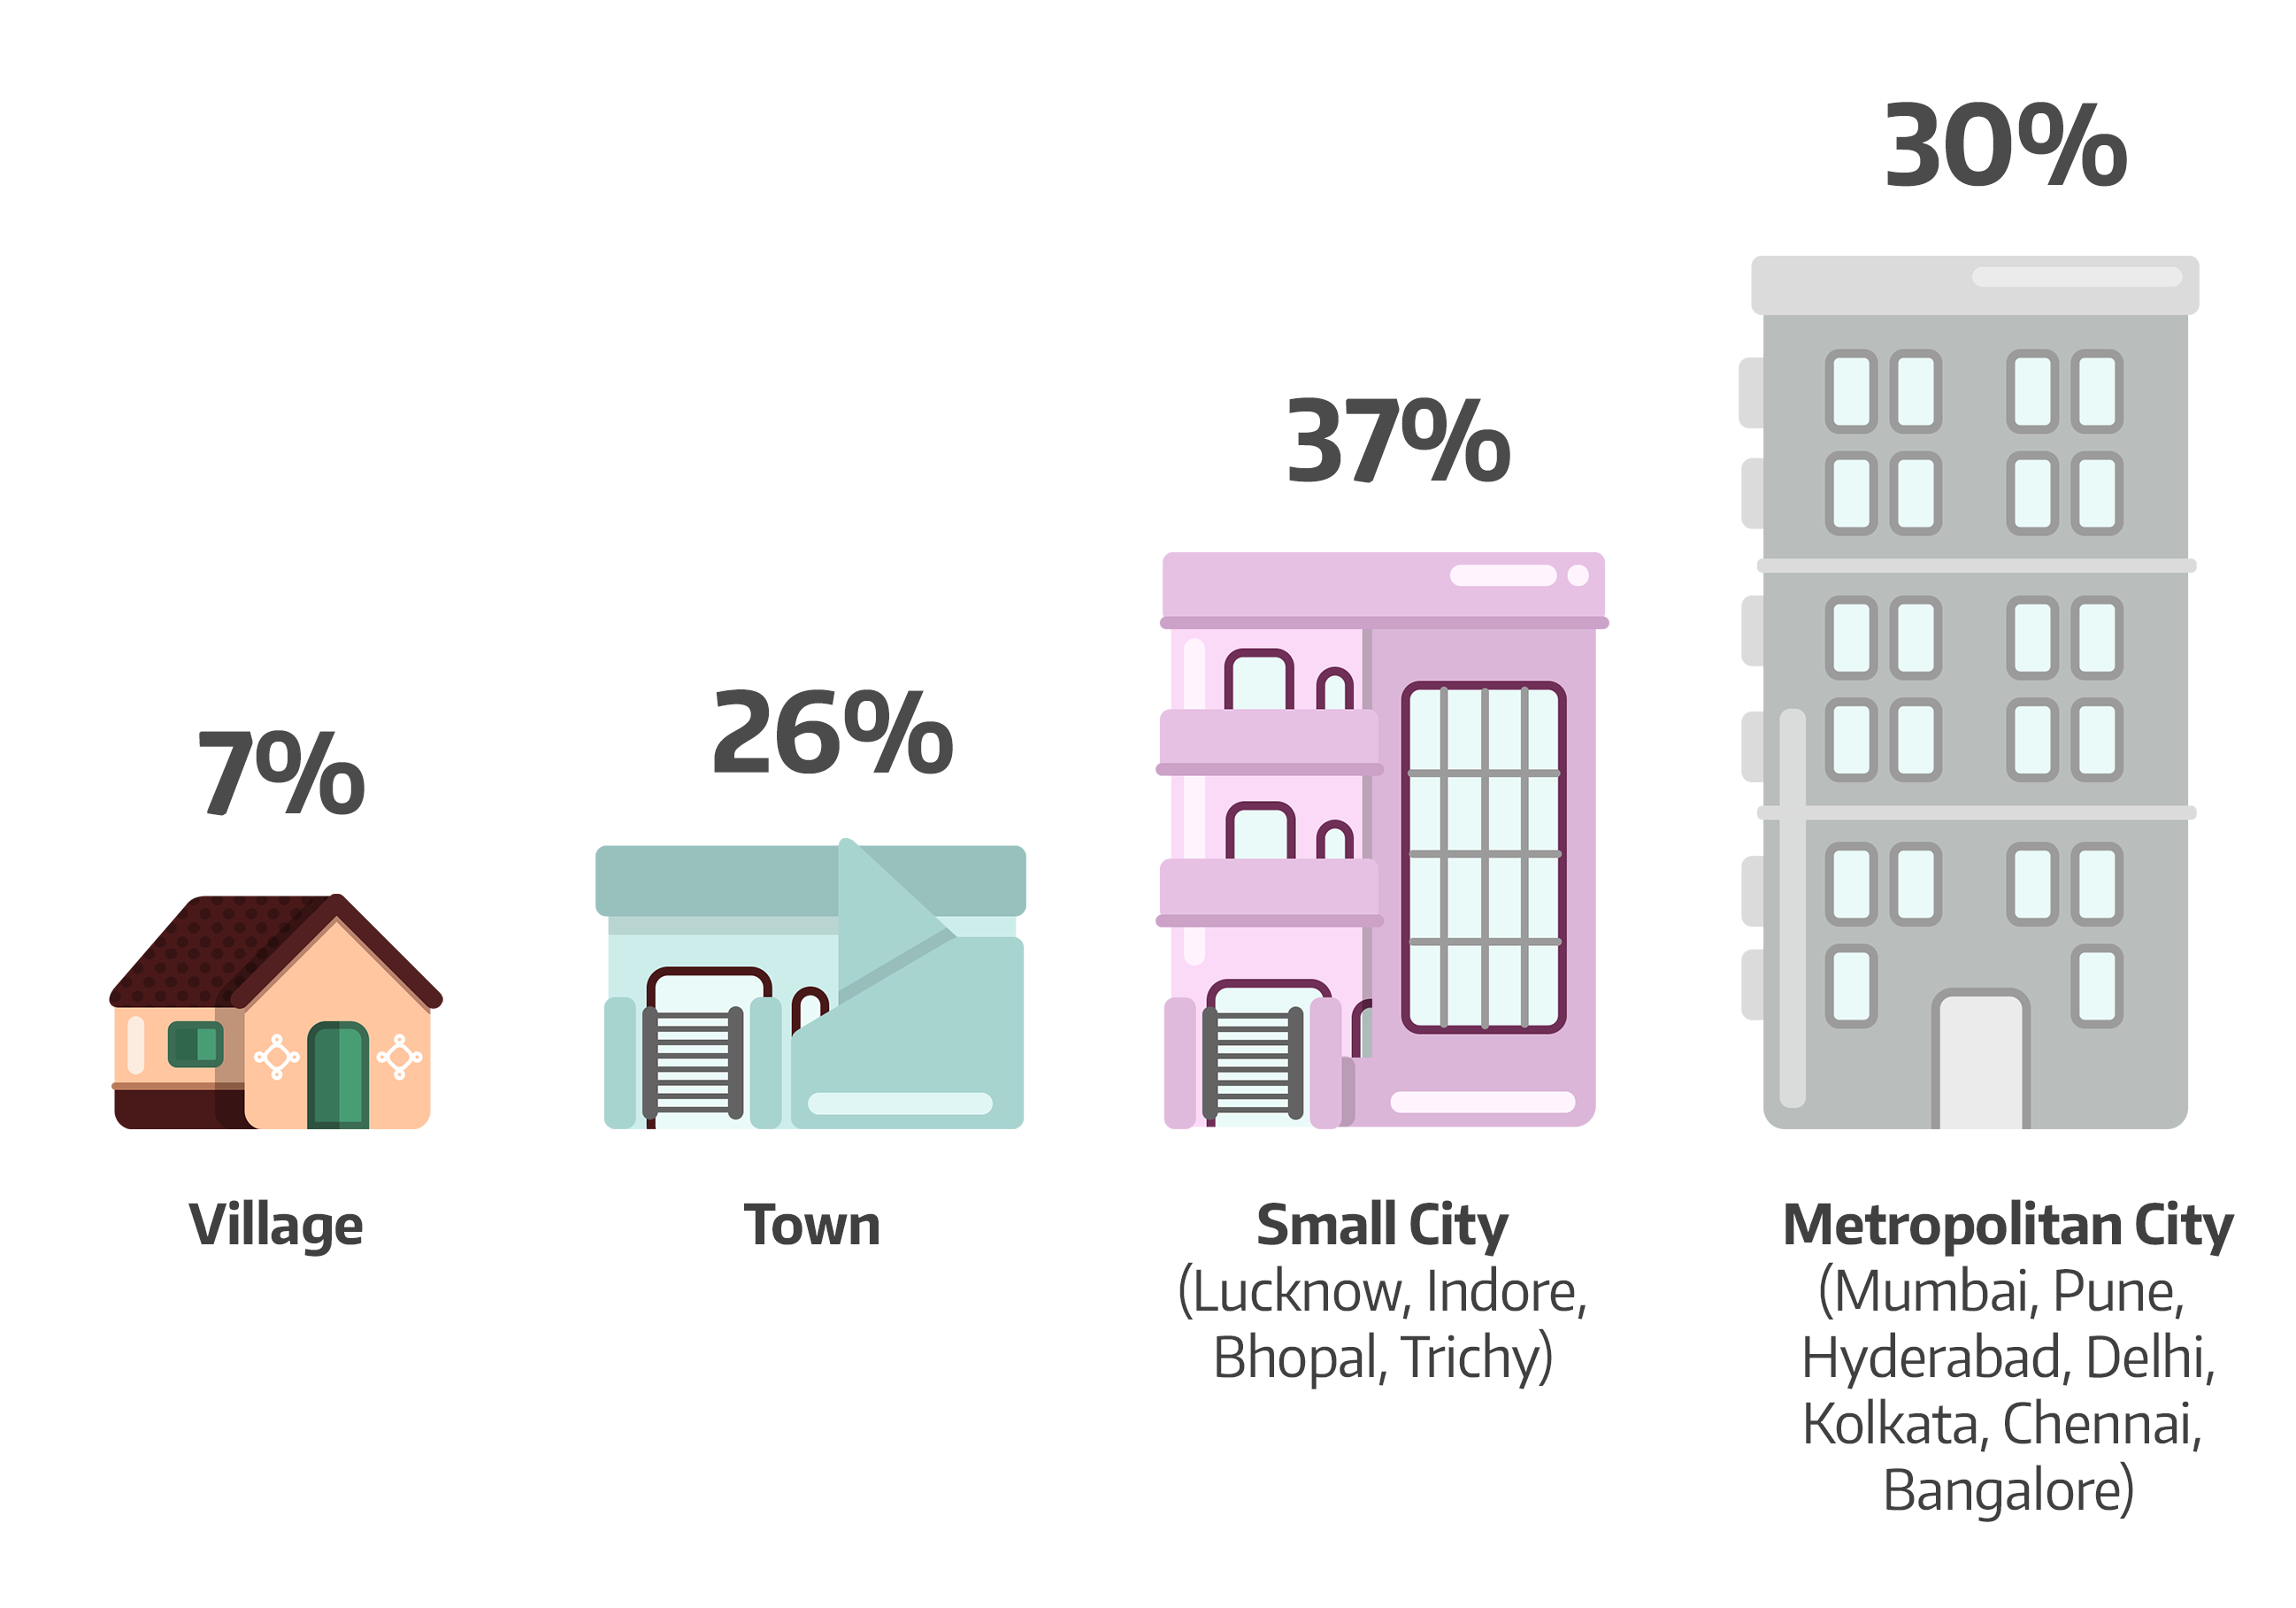 30%
37%
26%
7%
Village
Town
Small City
(Lucknow, Indore,
Bhopal, Trichy)
Metropolitan City
(Mumbai, Pune,
Hyderabad, Delhi,
Kolkata, Chennai,
Bangalore)